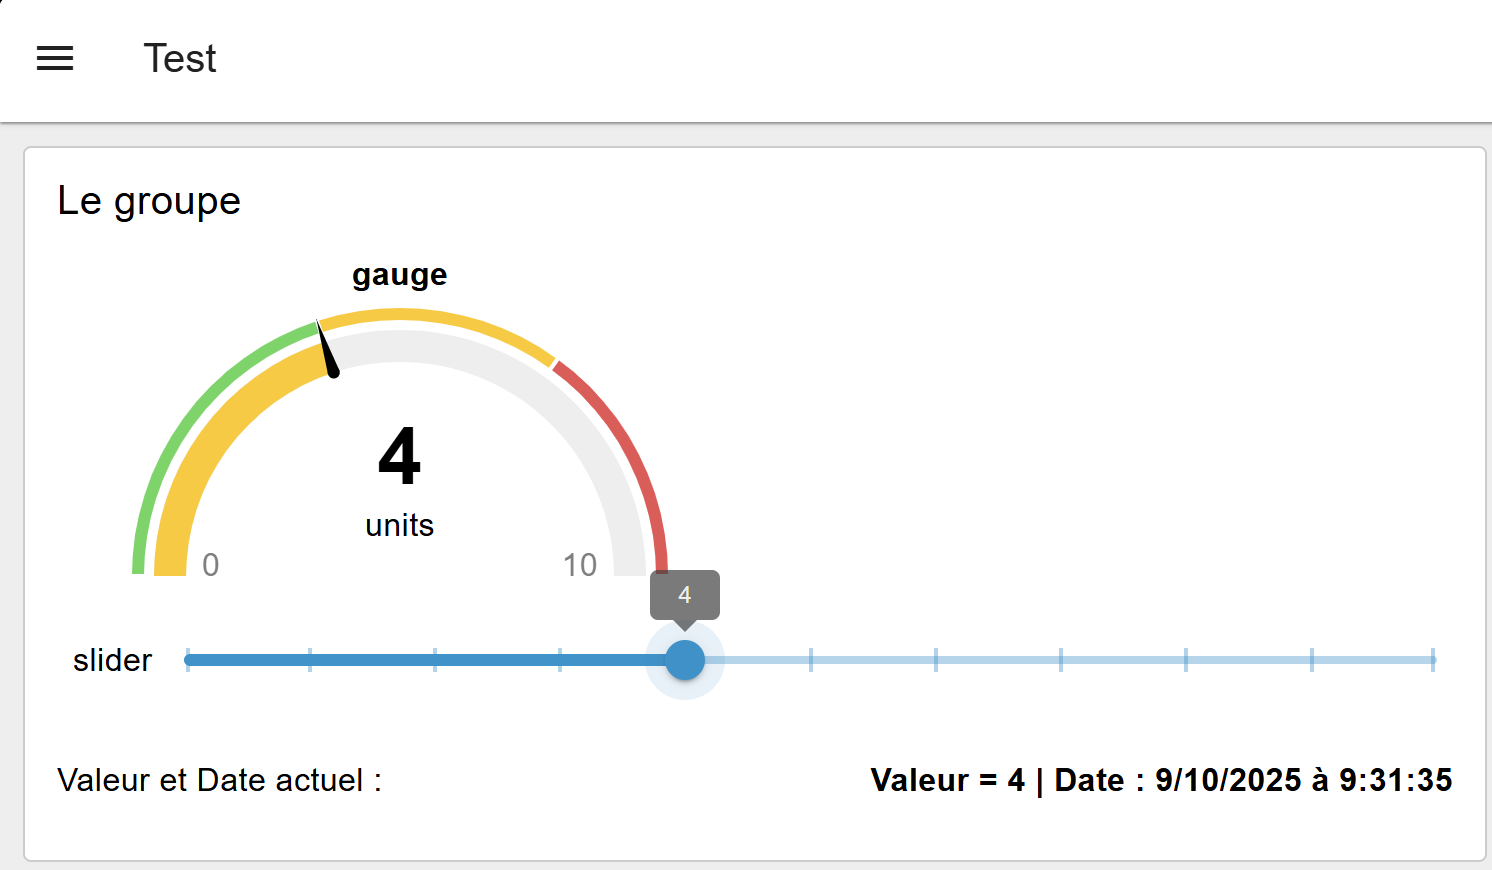 Test
Le groupe
gauge
4
units
0
10
4
slider
Valeur et Date actuel :
Valeur = 4 | Date : 9/10/2025 à 9:31:35